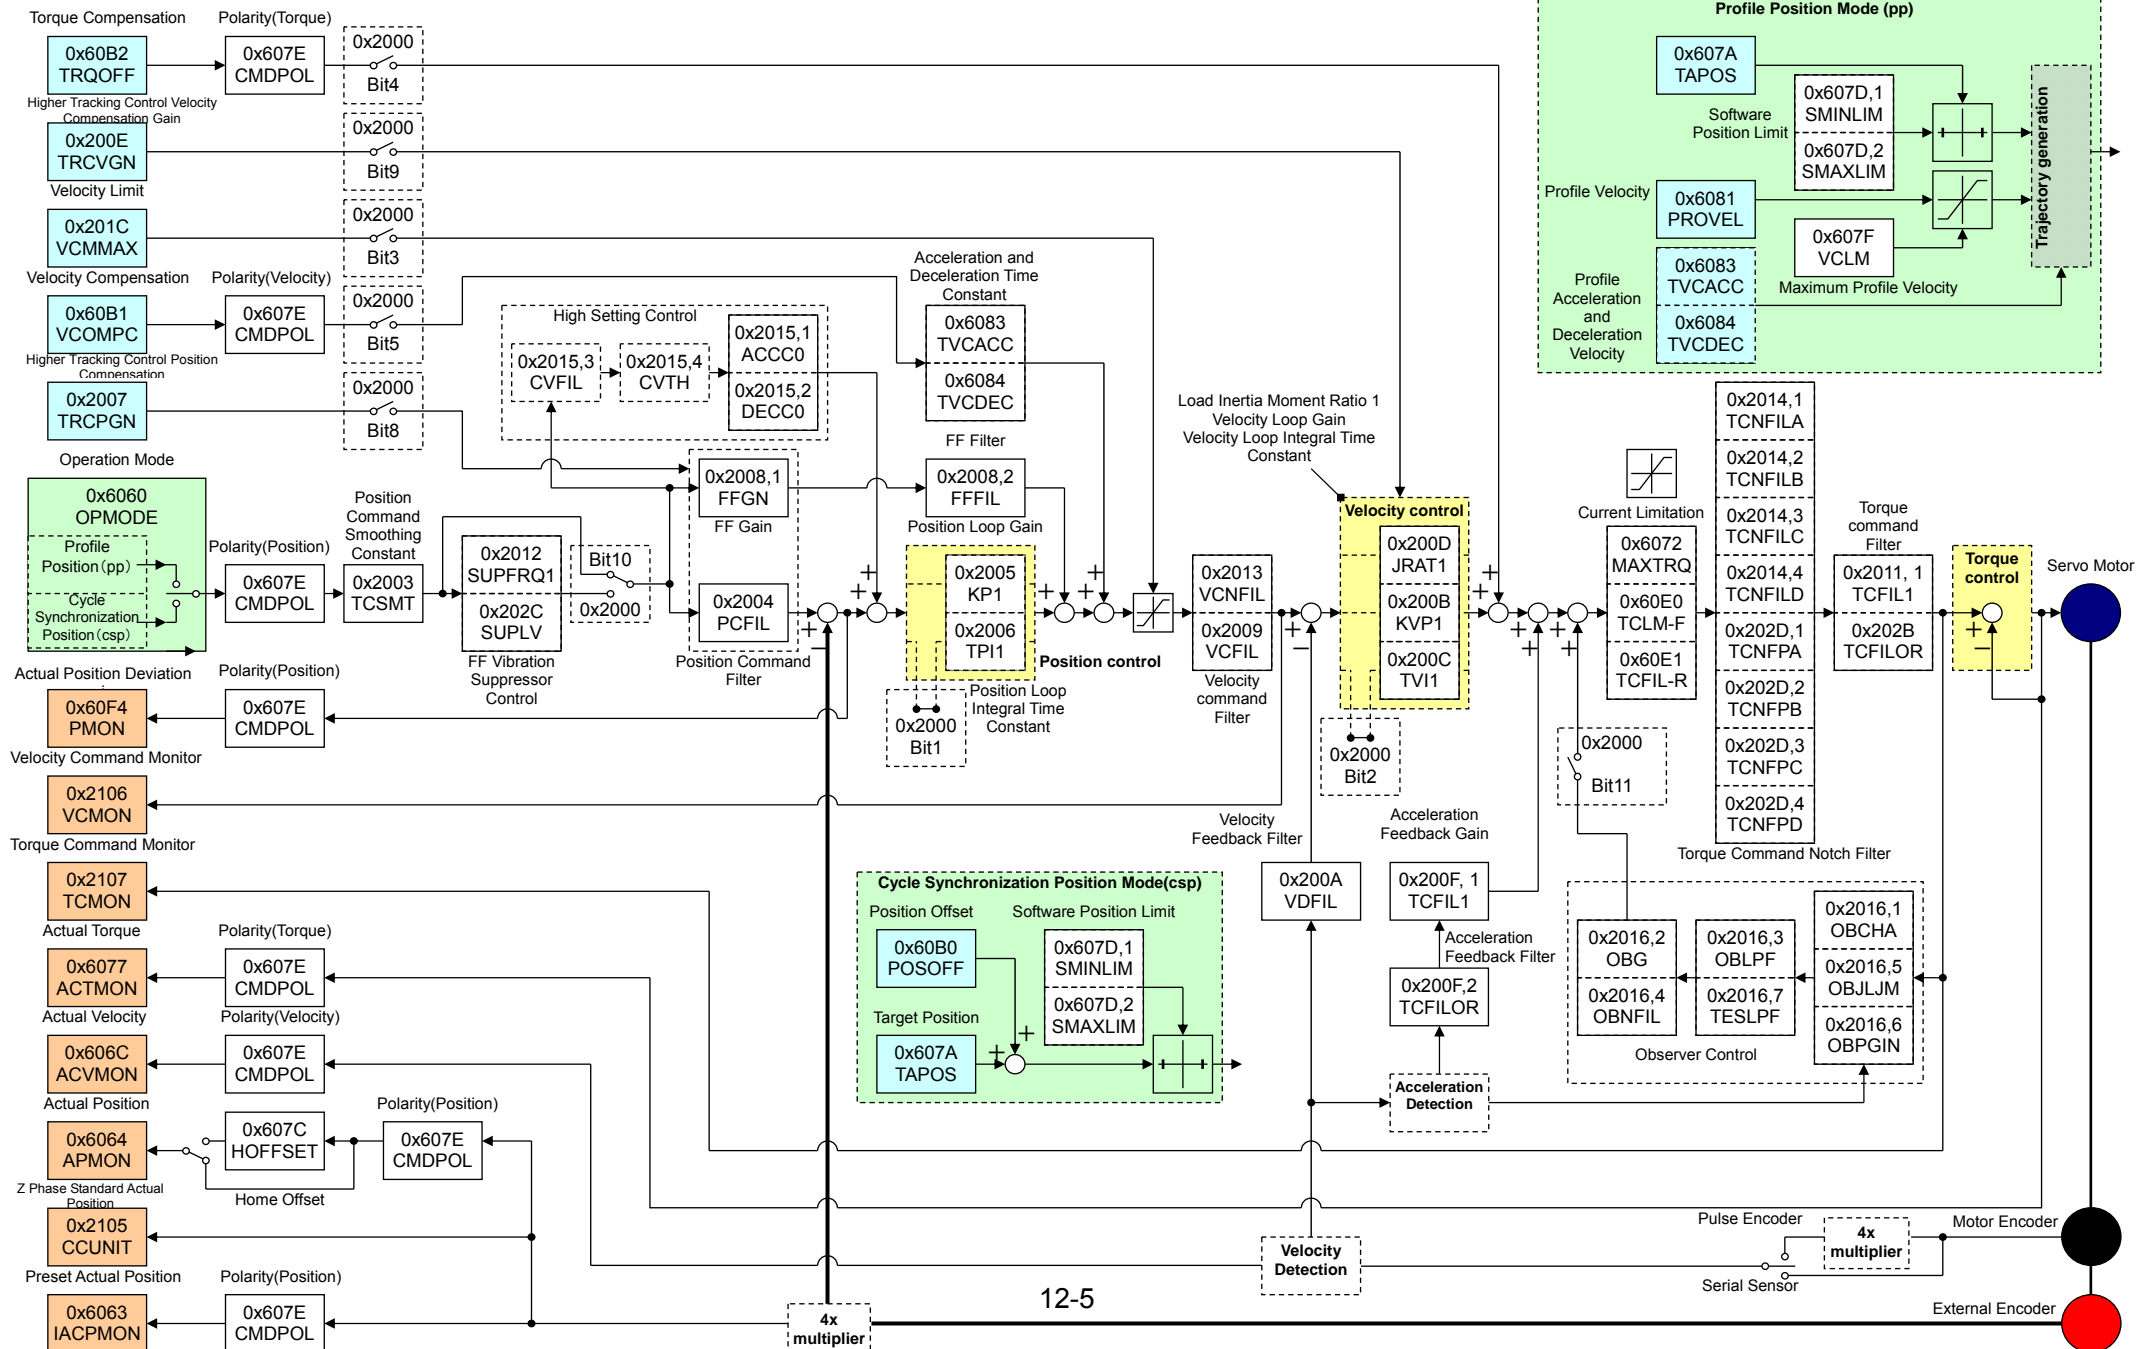 Torque Compensation
Polarity(Torque)
0x60B2
TRQOFF
0x607E
CMDPOL
0x2000
Bit4
Higher Tracking Control Velocity
Compensation Gain
0x200E
TRCVGN
0x2000
Bit9
Velocity Limit
0x201C
VCMMAX
0x2000
Bit3
Velocity Compensation
Polarity(Velocity)
0x60B1
VCOMPC
0x607E
CMDPOL
0x2000
Bit5
Higher Tracking Control Position
Compensation
0x2007
TRCPGN
0x2000
Bit8
High Setting Control
0x2015,3
CVFIL
0x2015,4
CVTH
0x2015,1
ACCC0
0x2015,2
DECC0
Acceleration and
Deceleration Time
Constant
0x6083
TVCACC
0x6084
TVCDEC
FF Filter
0x2008,2
FFFIL
0x2008,1
FFGN
FF Gain
Profile Position Mode (pp)
0x607A
TAPOS
Software
Position Limit
0x607D,1
SMINLIM
0x607D,2
SMAXLIM
Profile Velocity
0x6081
PROVEL
0x607F
VCLM
Maximum Profile Velocity
Profile
Acceleration
and
Deceleration
Velocity
0x6083
TVCACC
0x6084
TVCDEC
Trajectory generation
Operation Mode
0x6060
OPMODE
Profile
Position(pp)
Cycle
Synchronization
Position(csp)
Polarity(Position)
0x607E
CMDPOL
Position
Command
Smoothing
Constant
0x2003
TCSMT
0x2012
SUPFRQ1
0x202C
SUPLV
FF Vibration
Suppressor
Control
Bit10
0x2000
0x2004
PCFIL
Position Command
Filter
+
−
+
+
Position Loop Gain
0x2005
KP1
0x2006
TPI1
Position control
Position Loop
Integral Time
Constant
0x2000
Bit1
+
+
+
+
0x2013
VCNFIL
0x2009
VCFIL
Velocity
command
Filter
+
−
Load Inertia Moment Ratio 1
Velocity Loop Gain
Velocity Loop Integral Time
Constant
Velocity control
0x200D
JRAT1
0x200B
KVP1
0x200C
TVI1
0x2000
Bit2
+
+
+
+
+
+
Current Limitation
0x6072
MAXTRQ
0x60E0
TCLM-F
0x60E1
TCFIL-R
0x2000
Bit11
0x2014,1
TCNFILA
0x2014,2
TCNFILB
0x2014,3
TCNFILC
0x2014,4
TCNFILD
0x202D,1
TCNFPA
0x202D,2
TCNFPB
0x202D,3
TCNFPC
0x202D,4
TCNFPD
Torque Command Notch Filter
Torque
command
Filter
0x2011, 1
TCFIL1
0x202B
TCFILOR
Torque
control
+
−
Servo Motor
Actual Position Deviation
0x60F4
PMON
Polarity(Position)
0x607E
CMDPOL
Velocity Command Monitor
0x2106
VCMON
Torque Command Monitor
0x2107
TCMON
Actual Torque
Polarity(Torque)
0x6077
ACTMON
0x607E
CMDPOL
Actual Velocity
Polarity(Velocity)
0x606C
ACVMON
0x607E
CMDPOL
Actual Position
0x6064
APMON
0x607C
HOFFSET
Home Offset
Polarity(Position)
0x607E
CMDPOL
Z Phase Standard Actual
Position
0x2105
CCUNIT
Preset Actual Position
Polarity(Position)
0x6063
IACPMON
0x607E
CMDPOL
4x
multiplier
Cycle Synchronization Position Mode(csp)
Position Offset
Software Position Limit
0x60B0
POSOFF
0x607D,1
SMINLIM
0x607D,2
SMAXLIM
Target Position
0x607A
TAPOS
+
+
Velocity
Feedback Filter
0x200A
VDFIL
Acceleration
Feedback Gain
0x200F, 1
TCFIL1
Acceleration
Feedback Filter
0x200F,2
TCFILOR
Acceleration
Detection
0x2016,2
OBG
0x2016,4
OBNFIL
0x2016,3
OBLPF
0x2016,7
TESLPF
0x2016,1
OBCHA
0x2016,5
OBJLJM
0x2016,6
OBPGIN
Observer Control
Velocity
Detection
Pulse Encoder
Serial Sensor
4x
multiplier
Motor Encoder
External Encoder
12-5